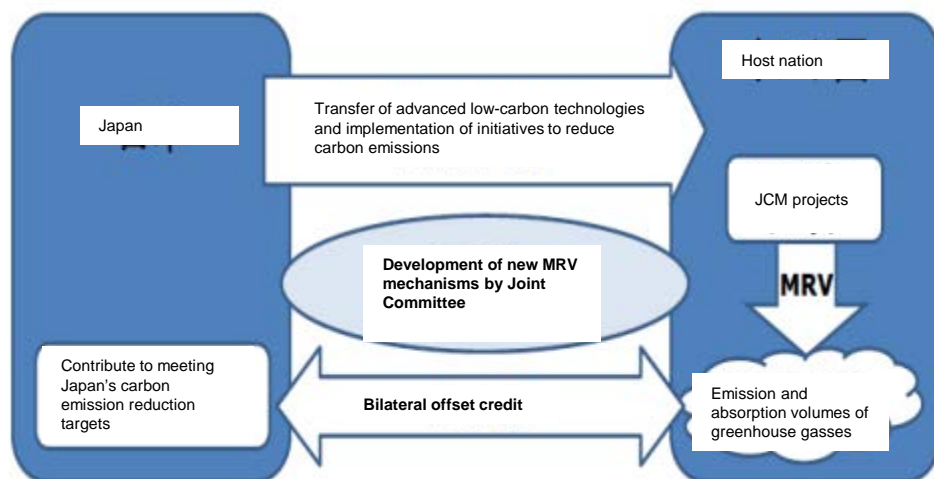 Host nation
Transfer of advanced low-carbon technologies
and implementation of initiatives to reduce
carbon emissions
Japan
JCM projects
Development of new MRV
mechanisms by Joint
Committee
MRV
Contribute to meeting
Japan's carbon
emission reduction
targets
Bilateral offset credit
Emission and
absorption volumes of
greenhouse gasses